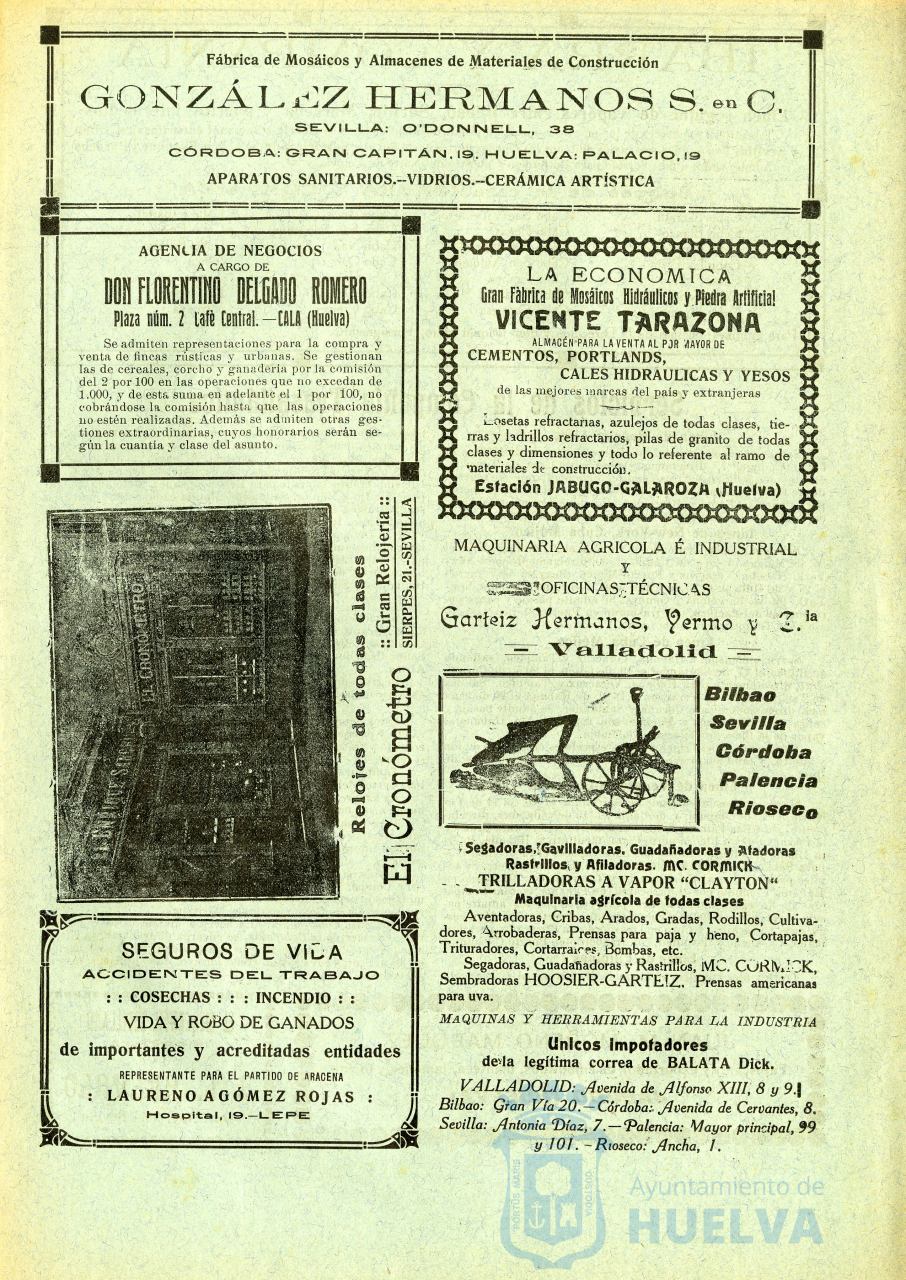 Fábrica de Mosáicos y Almacenes de Materiales de Construcción
GONZÁLEZ HERMANOS S. en C.
SEVILLA: O'DONNELL, 38
CÓRDOBA: GRAN CAPITÁN, 19. HUELVA: PALACIO, 19
APARATOS SANITARIOS.--VIDRIOS.--CERÁMICA ARTÍSTICA
AGENCIA DE NEGOCIOS
A CARGO DE
DON FLORENTINO DELGADO ROMERO
Plaza núm. 2 Café Central.—CALA (Huelva)
Se admiten representaciones para la compra y
venta de fincas rústicas y urbanas. Se gestionan
las de cereales, corcho y ganadería por la comisión
del 2 por 100 en las operaciones que no excedan de
1.000, y de esta suma en adelante el 1 por 100, no
cobrándose la comisión hasta que las operaciones
no estén realizadas. Además se admiten otras ges-
tiones extraordinarias, cuyos honorarios serán se-
gún la cuantía y clase del asunto.
LA ECONOMICA
Gran Fàbrica de Mosáicos Hidráulicos y Piedra Artificial
VICENTE TARAZONA
ALMACÉN PARA LA VENTA AL POR MAYOR DE
CEMENTOS, PORTLANDS,
CALES HIDRAULICAS Y YESOS
de las mejores marcas del país y extranjeras
Losetas refractarias, azulejos de todas clases, tie-
rras y ladrillos refractarios, pilas de granito de todas
clases y dimensiones y todo lo referente al ramo de
materiales de construcción.
Estación JABUGO-GALAROZA (Huelva)
EL CRONOMETRO
Relojes de todas clases
El Cronómetro
:: Gran Relojería ::
SIERPES, 21.-SEVILLA
MAQUINARIA AGRICOLA É INDUSTRIAL
Y
OFICINAS TÉCNICAS
Garteiz Hermanos, Yermo y C.ia
— Valladolid —
Bilbao
Sevilla
Córdoba
Palencia
Rioseco
Segadoras, Gavilladoras, Guadañadoras y Atadoras
Rastrillos y Afiladoras. MC. CORMICK
TRILLADORAS A VAPOR "CLAYTON"
Maquinaria agrícola de todas clases
Aventadoras, Cribas, Arados, Gradas, Rodillos, Cultiva-
dores, Arrobaderas, Prensas para paja y heno, Cortapajas,
Trituradores, Cortarraices, Bombas, etc.
Segadoras, Guadañadoras y Rastrillos, MC. CORMICK,
Sembradoras HOOSIER-GARTEIZ. Prensas americanas
para uva.
MAQUINAS Y HERRAMIENTAS PARA LA INDUSTRIA
Unicos Impotadores
de la legítima correa de BALATA Dick.
VALLADOLID: Avenida de Alfonso XIII, 8 y 9.
Bilbao: Gran Vía 20.—Córdoba: Avenida de Cervantes, 8.
Sevilla: Antonia Díaz, 7.—Palencia: Mayor principal, 99
y 101.—Rioseco: Ancha, 1.
SEGUROS DE VIDA
ACCIDENTES DEL TRABAJO
: : COSECHAS : : : INCENDIO : :
VIDA Y ROBO DE GANADOS
de importantes y acreditadas entidades
REPRESENTANTE PARA EL PARTIDO DE ARACENA
: LAURENO AGÓMEZ ROJAS :
Hospital, 19.—LEPE
PORTUS MARIS
CUSTODIA
Ayuntamiento de
HUELVA